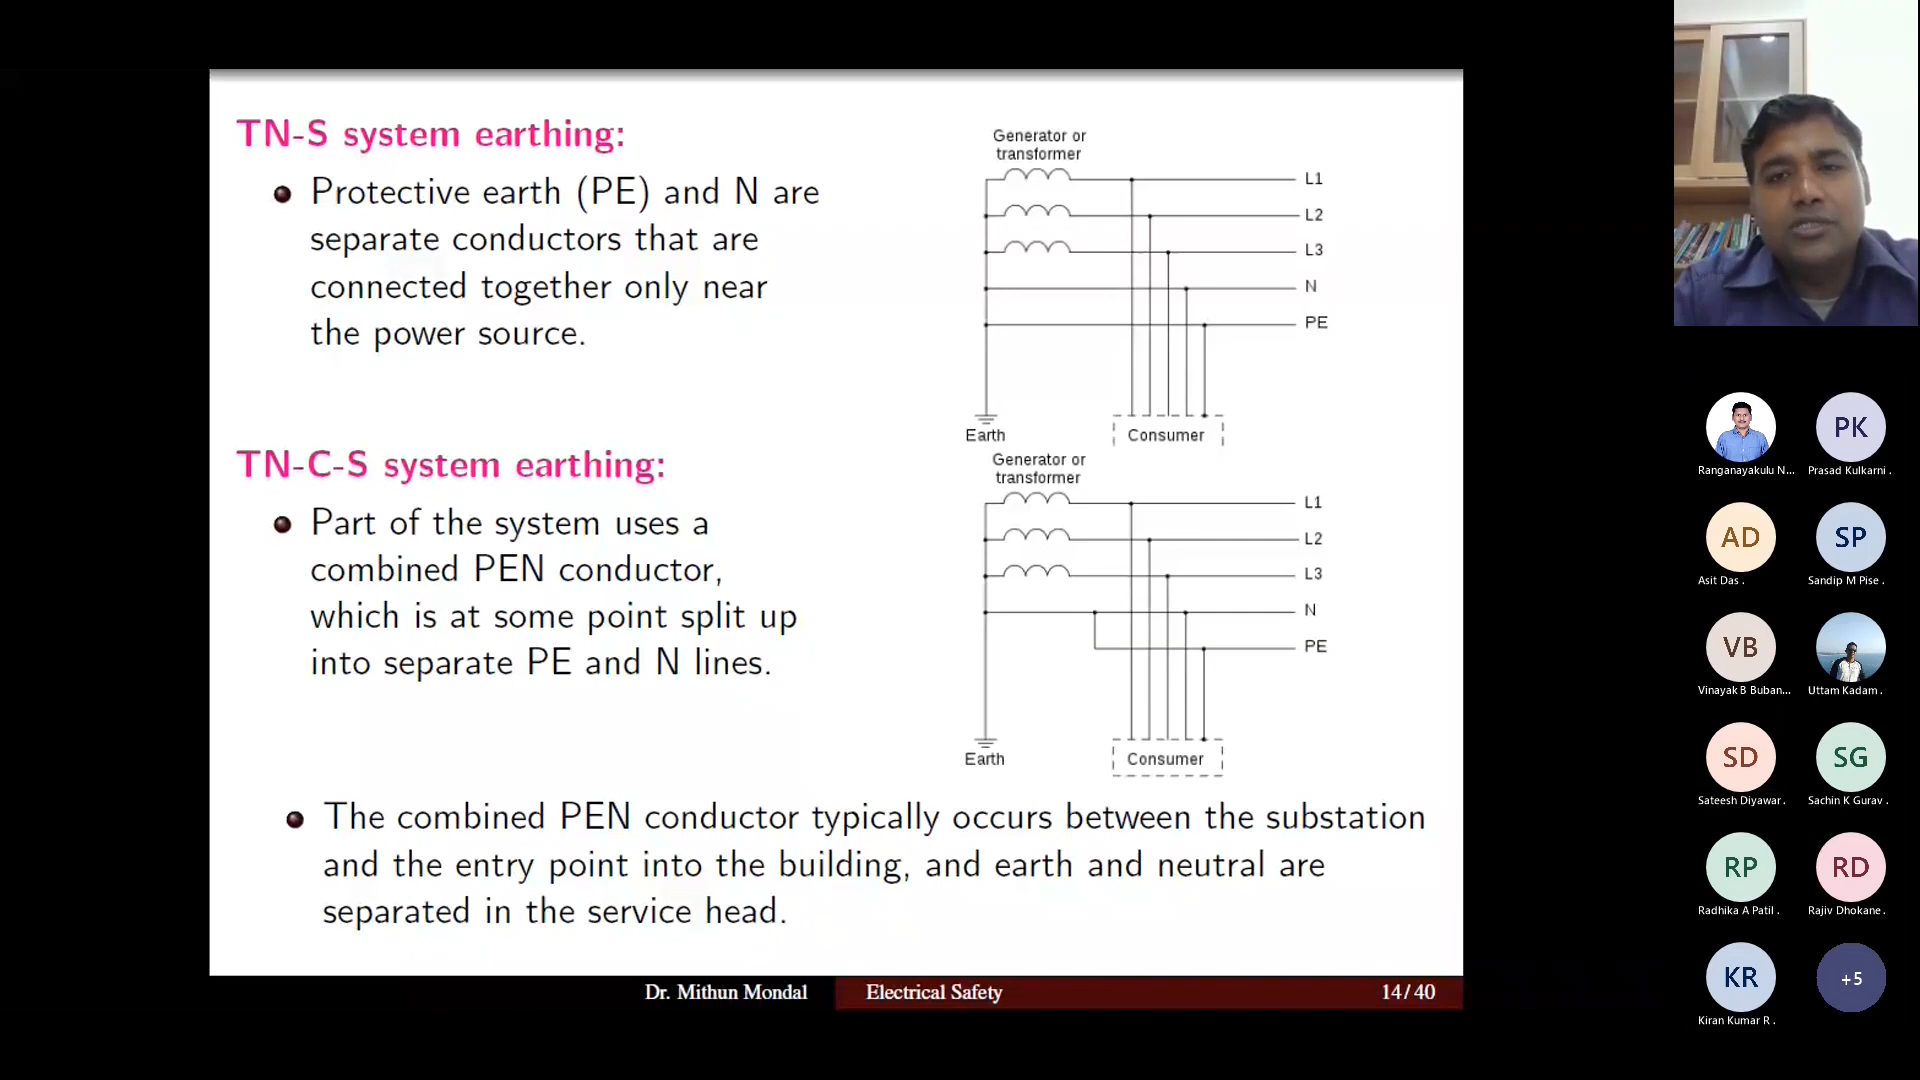 TN-S system earthing:
Protective earth (PE) and N are
separate conductors that are
connected together only near
the power source.
Generator or
transformer
L1
L2
L3
N
PE
Earth
Consumer
TN-C-S system earthing:
Part of the system uses a
combined PEN conductor,
which is at some point split up
into separate PE and N lines.
Generator or
transformer
L1
L2
L3
N
PE
Earth
Consumer
The combined PEN conductor typically occurs between the substation
and the entry point into the building, and earth and neutral are
separated in the service head.
Dr. Mithun Mondal
Electrical Safety
14/40
PK
Ranganayakulu N...
Prasad Kulkarni .
AD
SP
Asit Das .
Sandip M Pise .
VB
Vinayak B Buban...
Uttam Kadam .
SD
SG
Sateesh Diyawar .
Sachin K Gurav .
RP
RD
Radhika A Patil .
Rajiv Dhokane .
KR
+5
Kiran Kumar R .